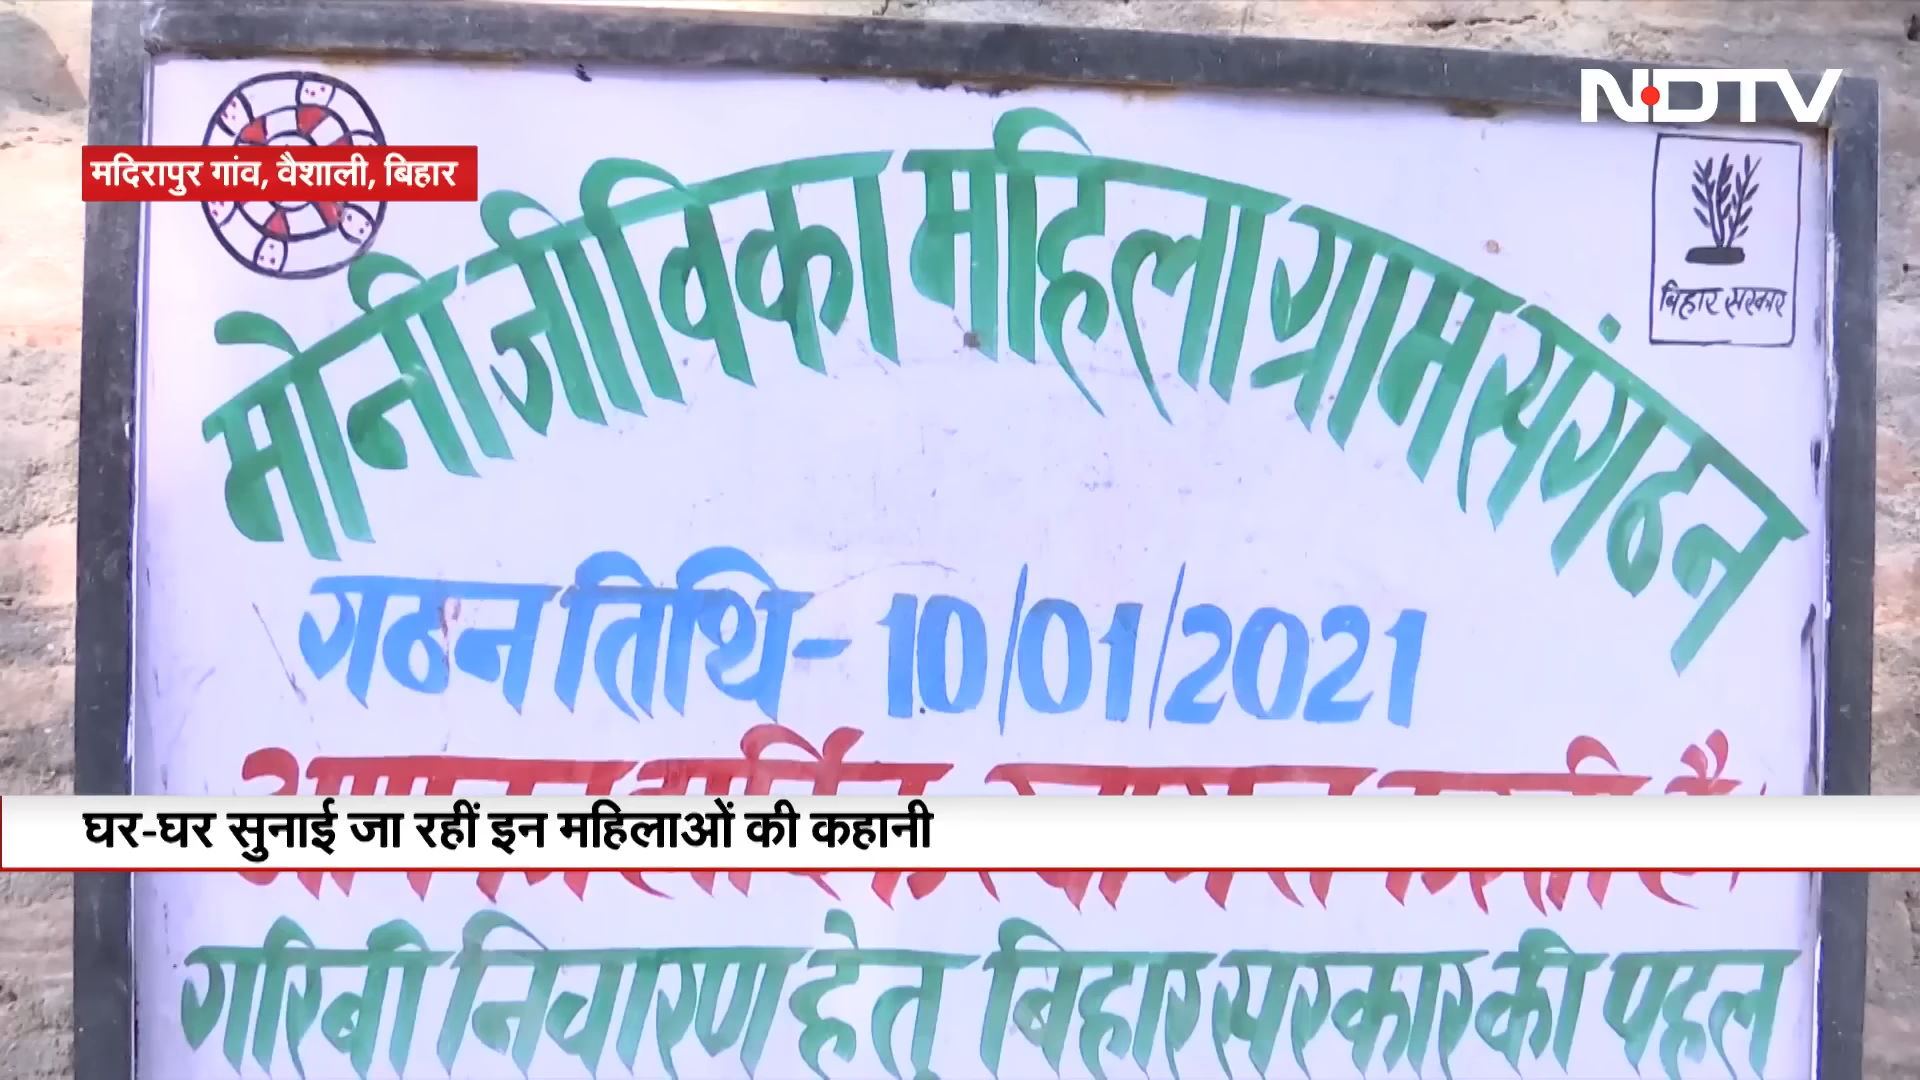 NDTV
मदिरापुर गांव, वैशाली, बिहार
बिहार सरकार
मोनी जीविका महिला ग्राम संगठन
गठन तिथि- 10/01/2021
घर-घर सुनाई जा रहीं इन महिलाओं की कहानी
गरिबी निवारण हेतू बिहार सरकार की पहल